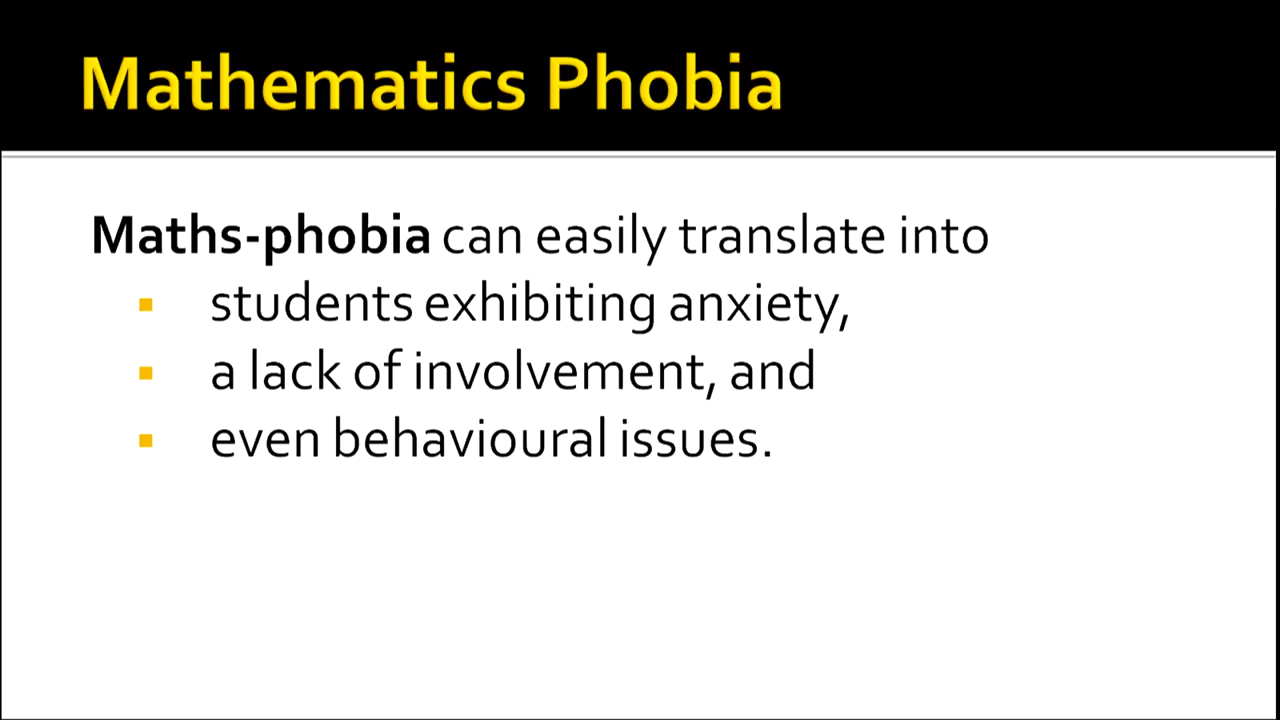 Mathematics Phobia
Maths-phobia can easily translate into
▪ students exhibiting anxiety,
▪ a lack of involvement, and
▪ even behavioural issues.